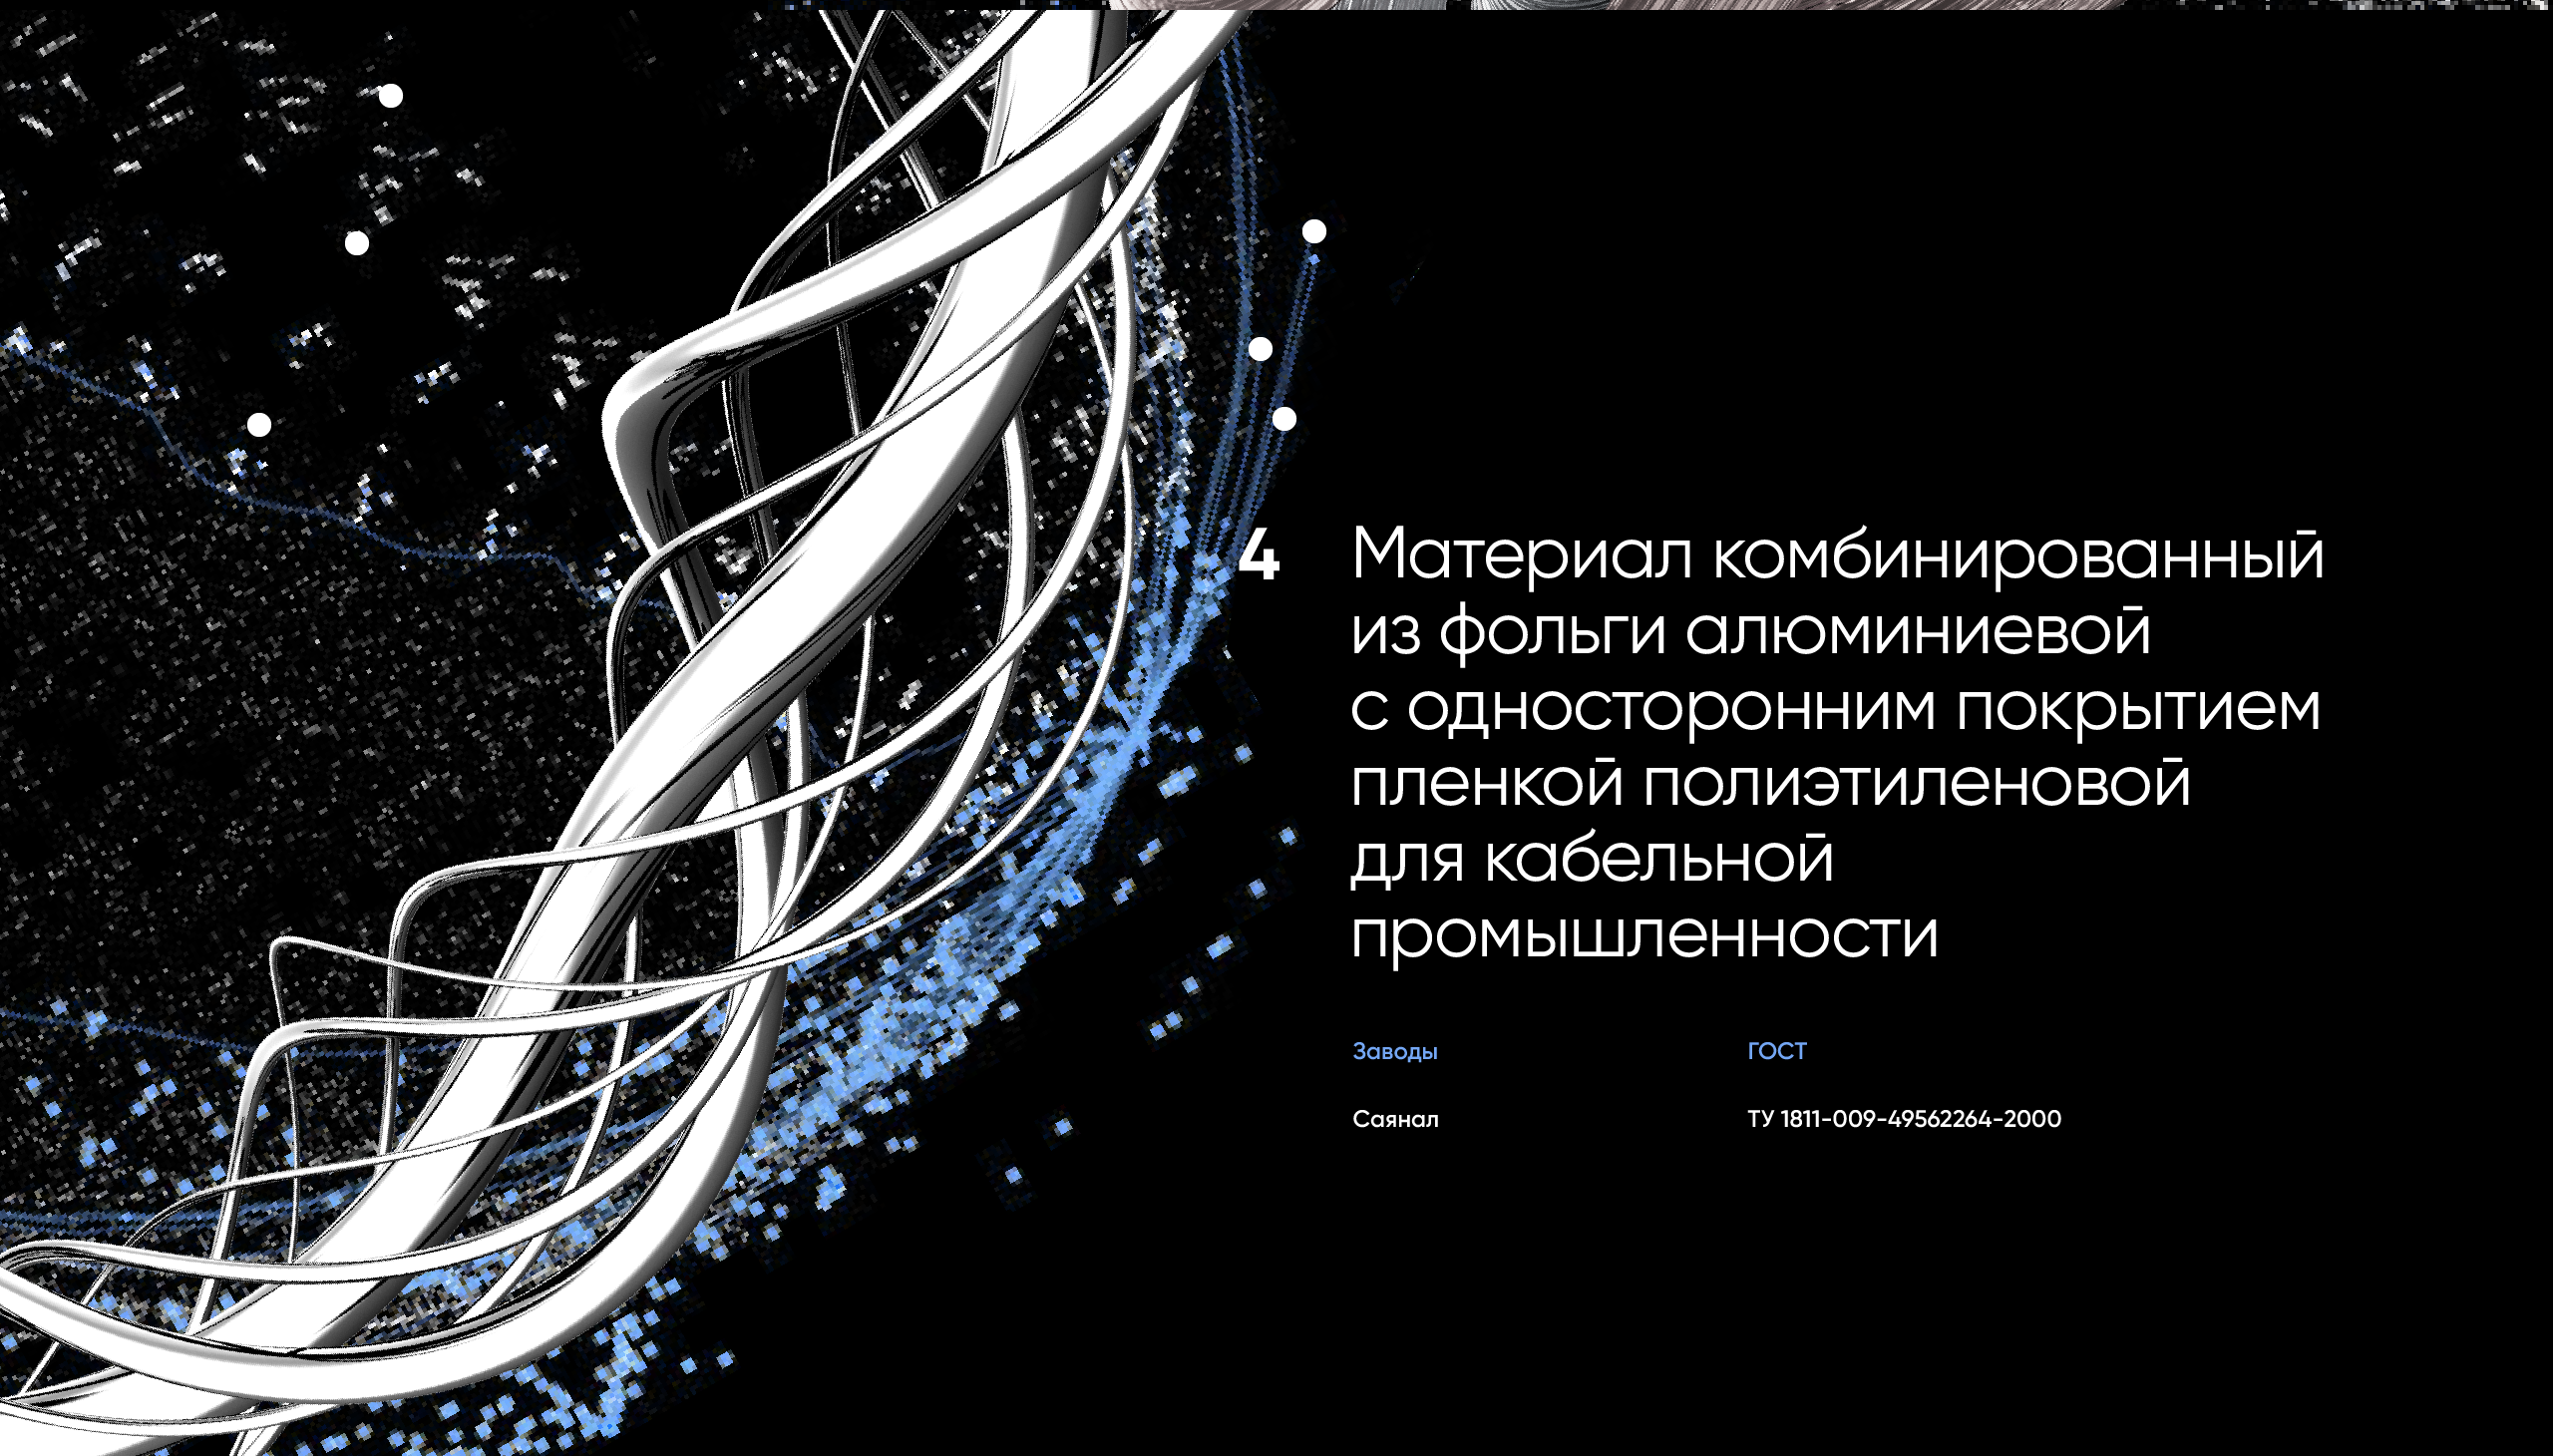 4
Материал комбинированный
из фольги алюминиевой
с односторонним покрытием
пленкой полиэтиленовой
для кабельной
промышленности
Заводы
ГОСТ
Саянал
ТУ 1811-009-49562264-2000